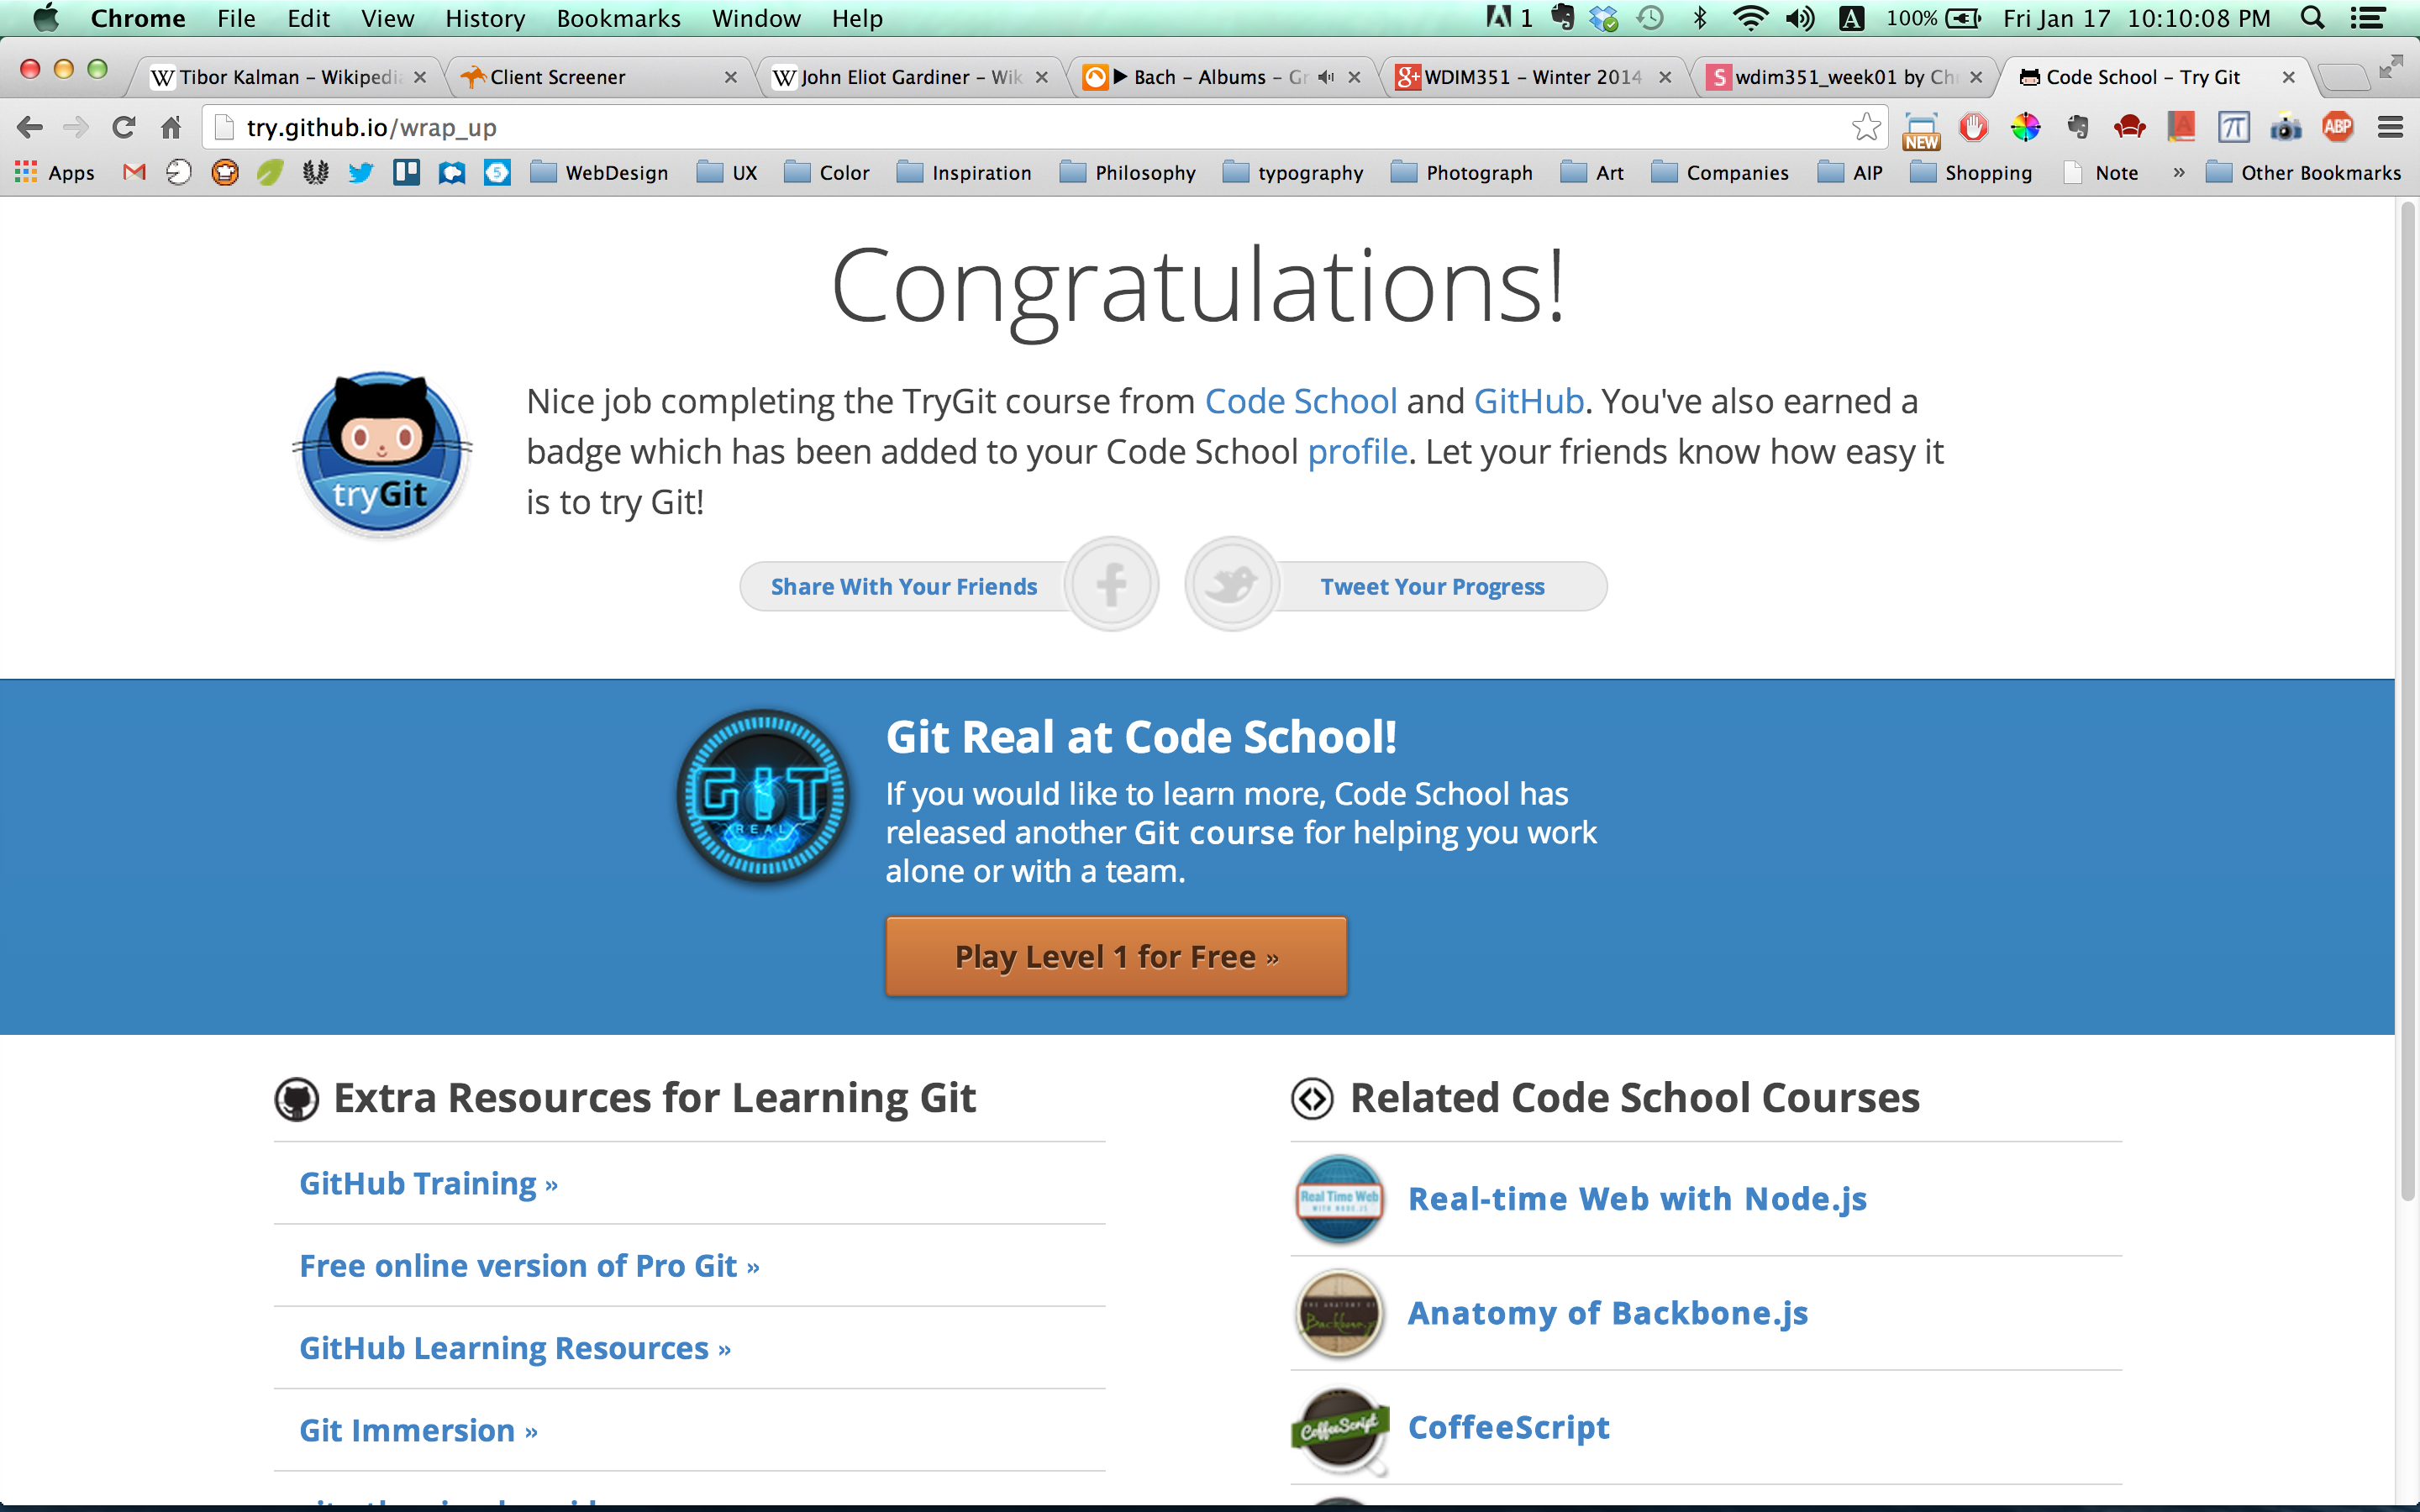 Chrome File Edit View History Bookmarks Window Help 1 100% Fri Jan 17 10:10:08 PM
Tibor Kalman – Wikipedia Client Screener John Eliot Gardiner – Wik ▶ Bach – Albums – Gr WDIM351 – Winter 2014 wdim351_week01 by Ch Code School – Try Git
try.github.io/wrap_up NEW ABP
Apps WebDesign UX Color Inspiration Philosophy typography Photograph Art Companies AIP Shopping Note » Other Bookmarks
Congratulations!
tryGit
Nice job completing the TryGit course from Code School and GitHub. You've also earned a
badge which has been added to your Code School profile. Let your friends know how easy it
is to try Git!
Share With Your Friends Tweet Your Progress
GIT
REAL
Git Real at Code School!
If you would like to learn more, Code School has
released another Git course for helping you work
alone or with a team.
Play Level 1 for Free »
Extra Resources for Learning Git
GitHub Training »
Free online version of Pro Git »
GitHub Learning Resources »
Git Immersion »
Related Code School Courses
Real Time Web
WITH NODE.JS
Real-time Web with Node.js
THE ANATOMY OF
Backbone.js
Anatomy of Backbone.js
CoffeeScript
CoffeeScript